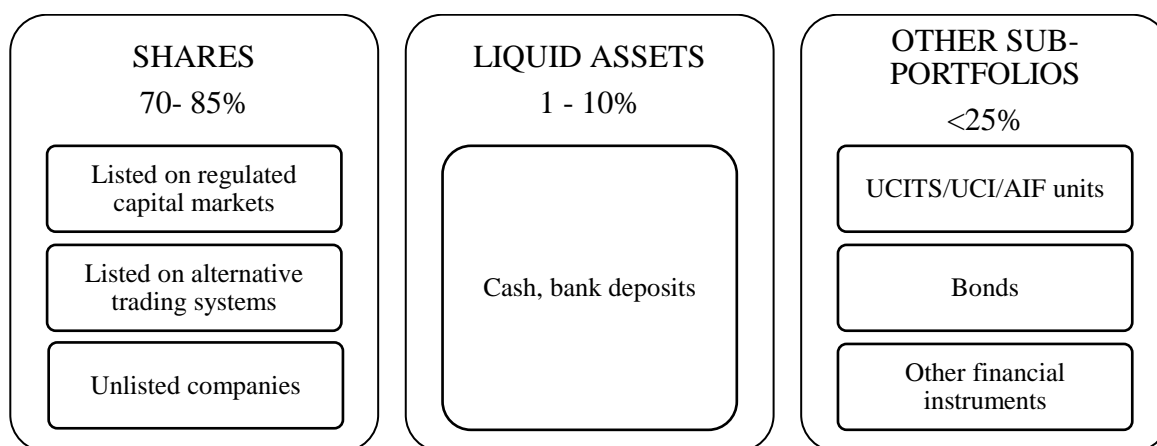 SHARES
70- 85%
Listed on regulated
capital markets
Listed on alternative
trading systems
Unlisted companies
LIQUID ASSETS
1 - 10%
Cash, bank deposits
OTHER SUB-
PORTFOLIOS
<25%
UCITS/UCI/AIF units
Bonds
Other financial
instruments